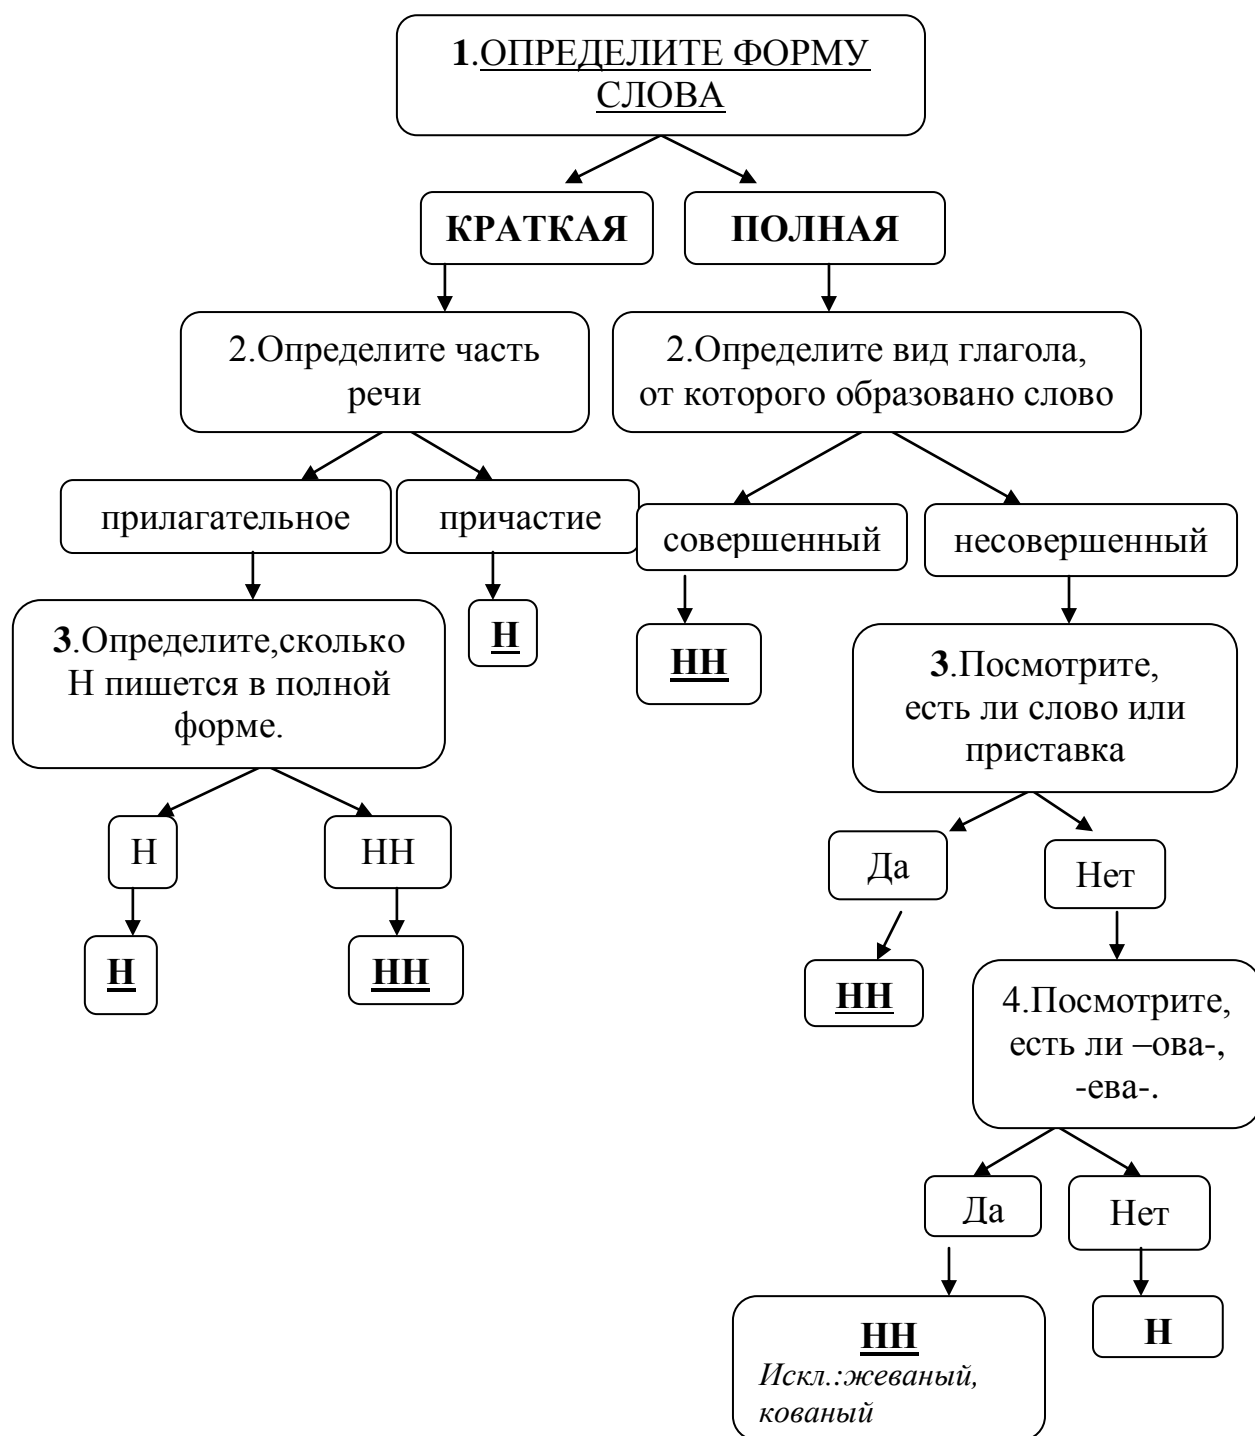 1.ОПРЕДЕЛИТЕ ФОРМУ
СЛОВА
КРАТКАЯ
ПОЛНАЯ
2.Определите часть
речи
2.Определите вид глагола,
от которого образовано слово
прилагательное
причастие
совершенный
несовершенный
3.Определите,сколько
Н пишется в полной
форме.
Н
НН
3.Посмотрите,
есть ли слово или
приставка
Н
НН
Да
Нет
Н
НН
НН
4.Посмотрите,
есть ли –ова-,
-ева-.
Да
Нет
НН
Искл.:жеваный,
кованый
Н